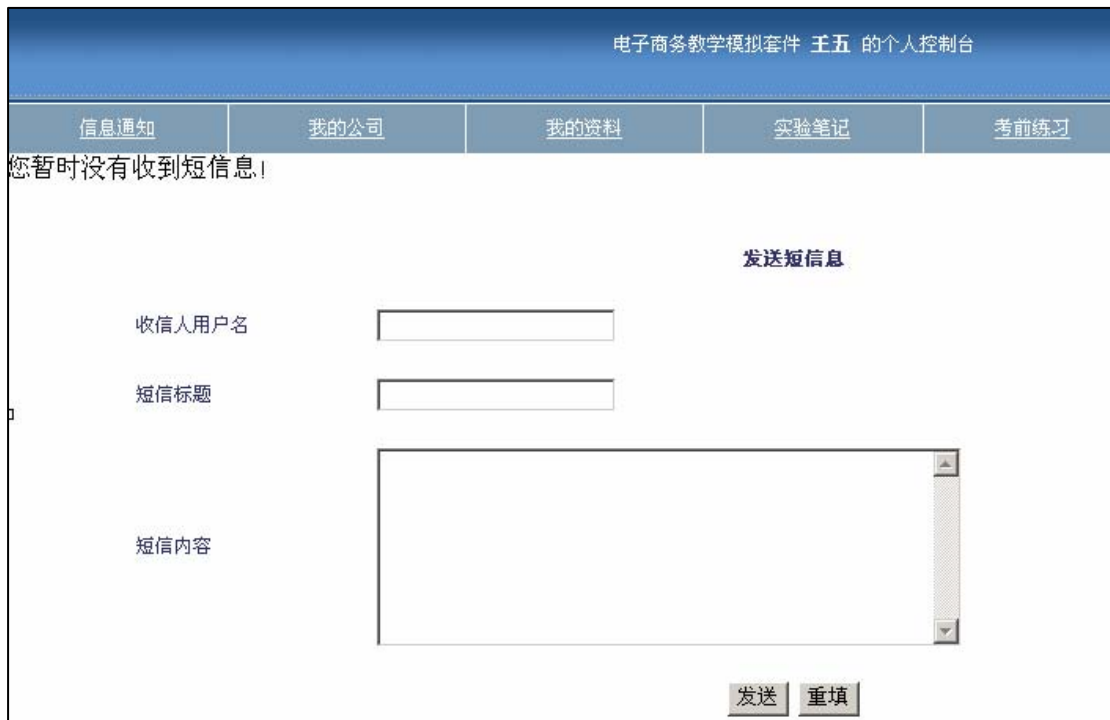 电子商务教学模拟套件 王五 的个人控制台
信息通知 我的公司 我的资料 实验笔记 考前练习
您暂时没有收到短信息!
发送短信息
收信人用户名
短信标题
短信内容
发送 重填